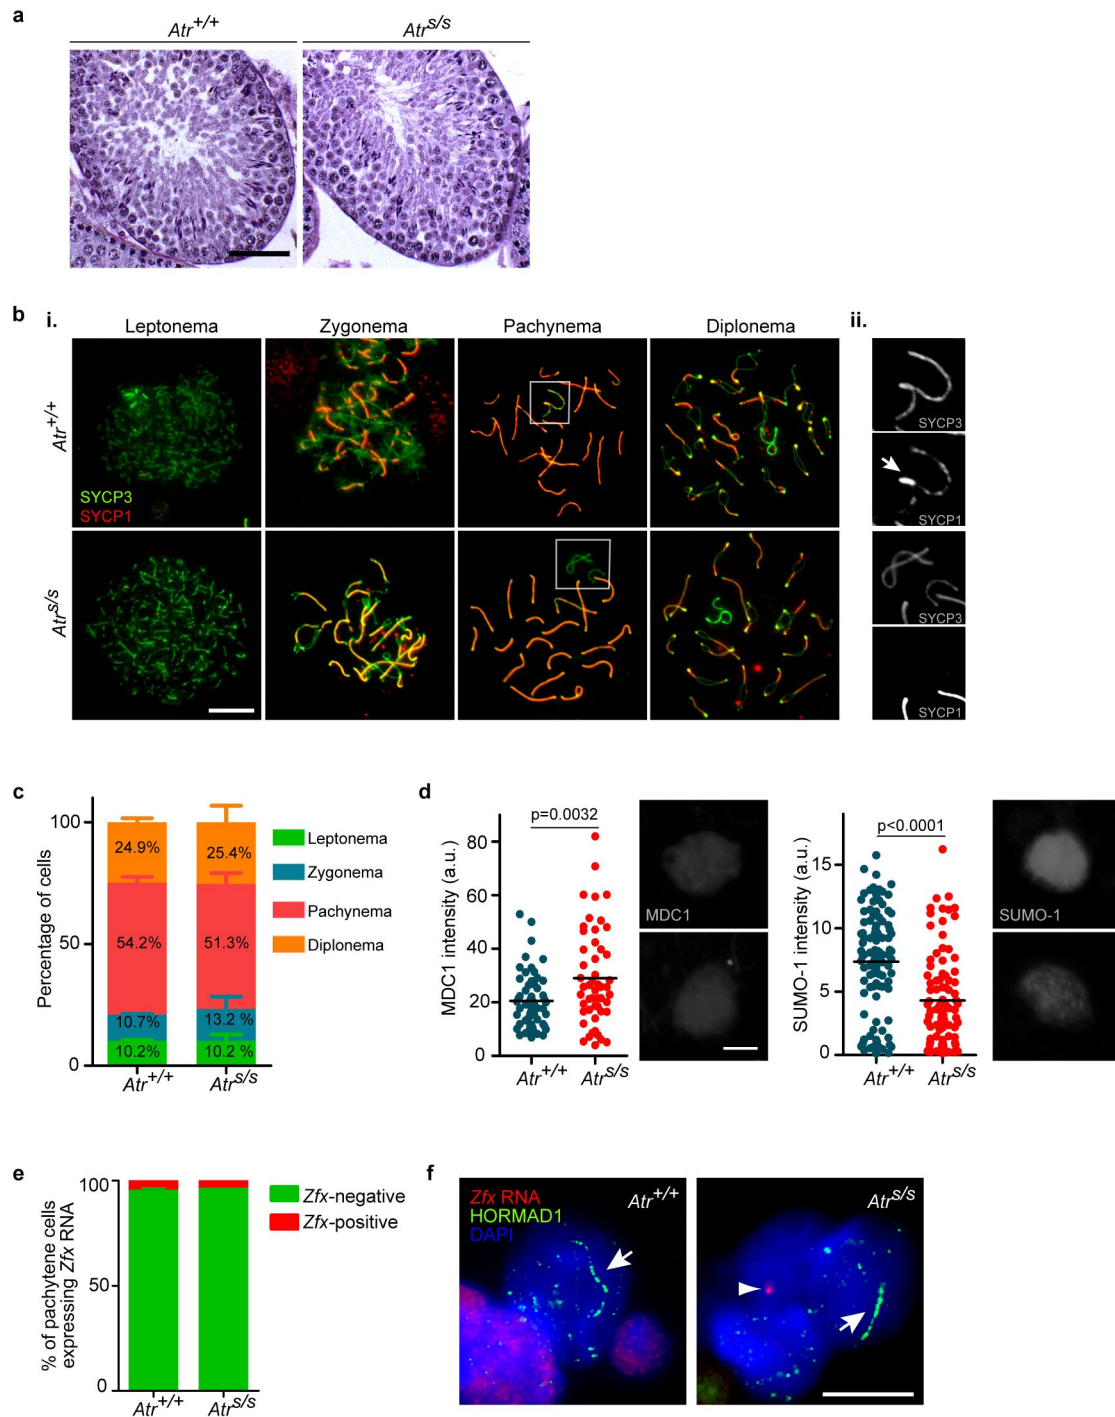 a
Atr+/+ Atrs/s
b i. Leptonema Zygonema Pachynema Diplonema ii.
Atr+/+
SYCP3
SYCP1
SYCP3
SYCP1
Atrs/s
SYCP3
SYCP1
c
Percentage of cells
100
50
0
24.9%
54.2%
10.7%
10.2%
25.4%
51.3%
13.2 %
10.2 %
Atr+/+ Atrs/s
Leptonema
Zygonema
Pachynema
Diplonema
d
MDC1 intensity (a.u.)
80
60
40
20
0
p=0.0032
Atr+/+ Atrs/s
MDC1
SUMO-1 intensity (a.u.)
15
10
5
0
p<0.0001
Atr+/+ Atrs/s
SUMO-1
e
% of pachytene cells
expressing Zfx RNA
100
50
0
Atr+/+ Atrs/s
Zfx-negative
Zfx-positive
f
Zfx RNA
HORMAD1
DAPI
Atr+/+
Atrs/s